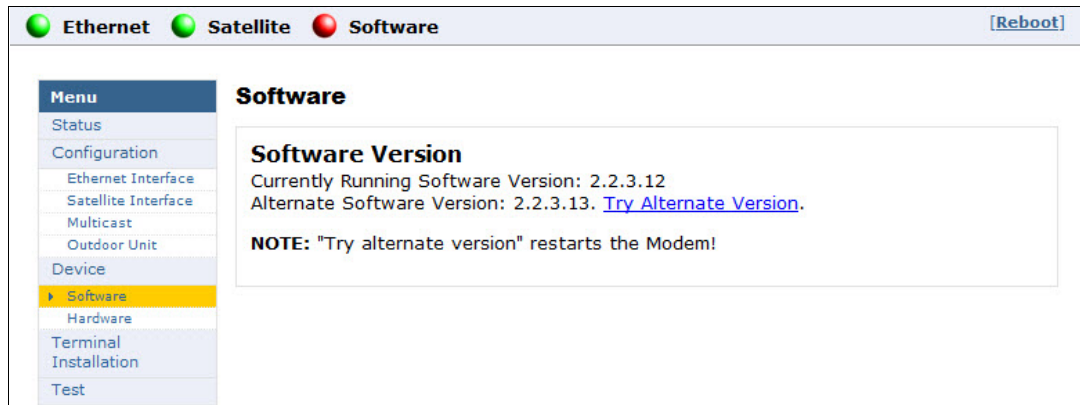 Ethernet Satellite Software [Reboot]
Menu
Status
Configuration
Ethernet Interface
Satellite Interface
Multicast
Outdoor Unit
Device
Software
Hardware
Terminal
Installation
Test
Software
Software Version
Currently Running Software Version: 2.2.3.12
Alternate Software Version: 2.2.3.13. Try Alternate Version.
NOTE: "Try alternate version" restarts the Modem!